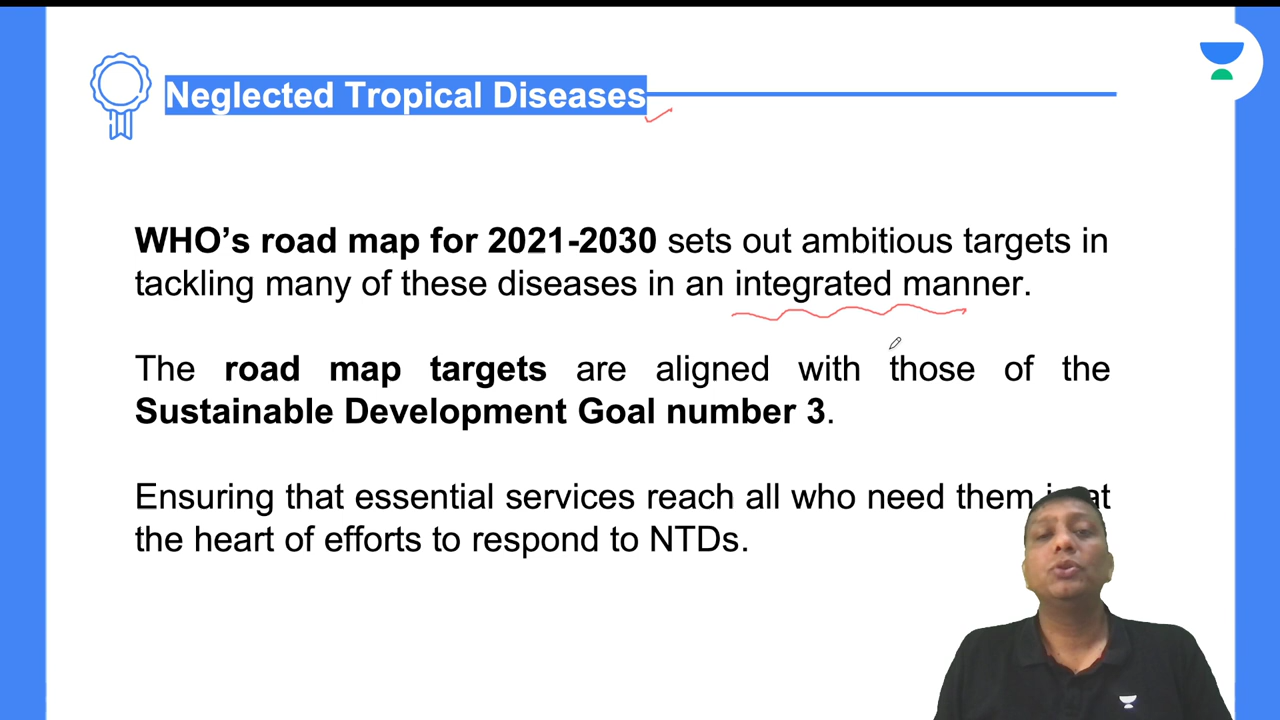 Neglected Tropical Diseases
WHO’s road map for 2021-2030 sets out ambitious targets in
tackling many of these diseases in an integrated manner.
The road map targets are aligned with those of the
Sustainable Development Goal number 3.
Ensuring that essential services reach all who need them at
the heart of efforts to respond to NTDs.